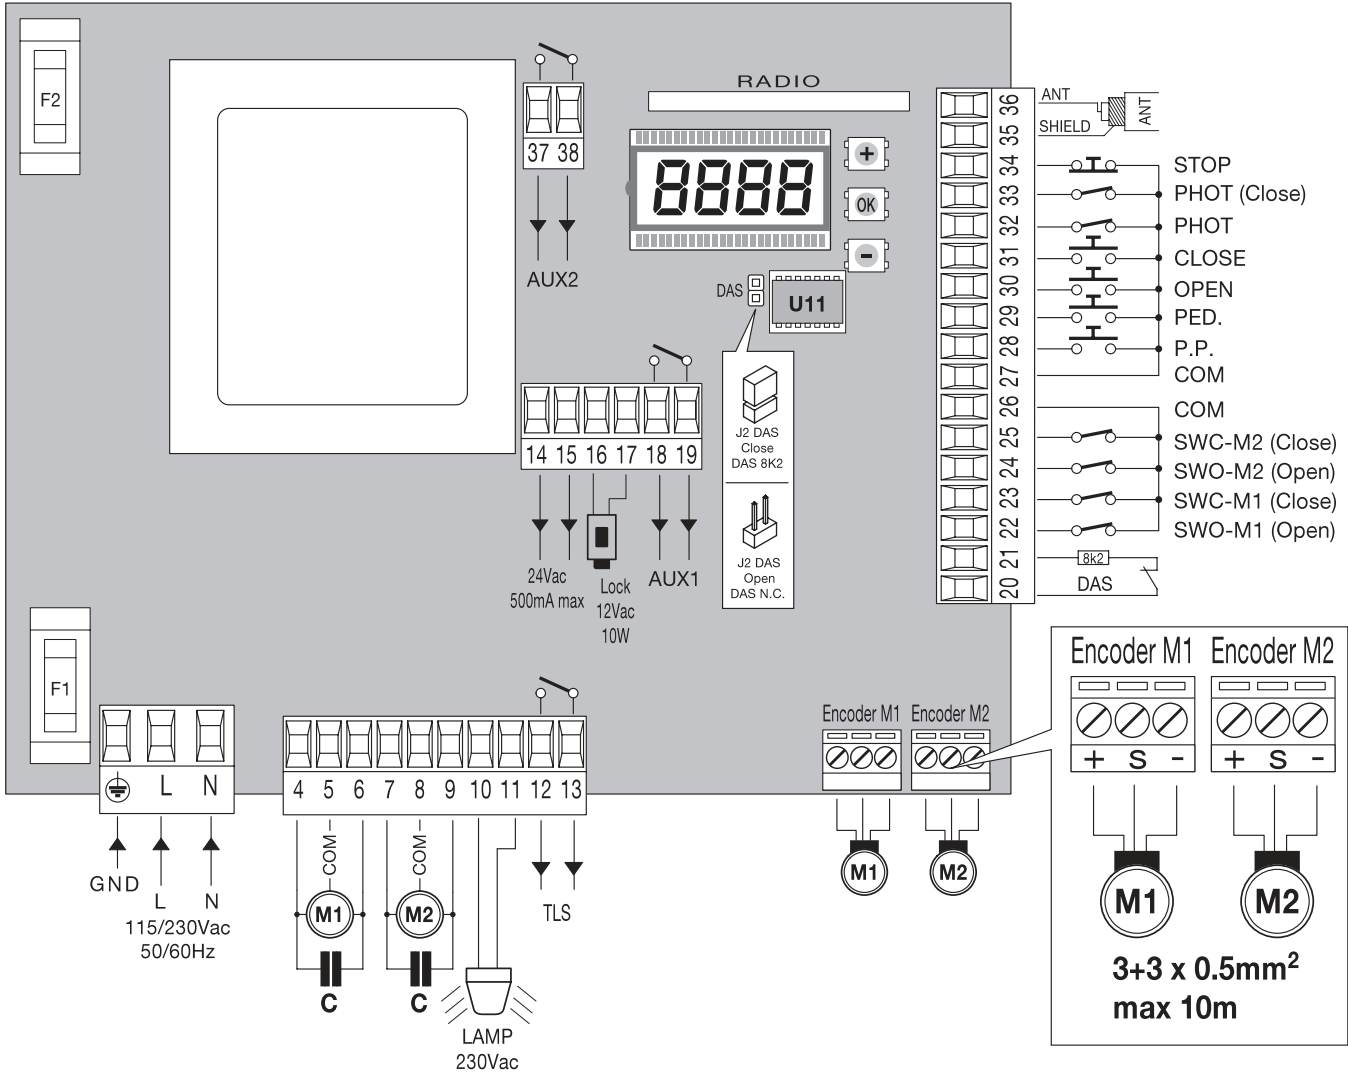 F2
37 38
AUX2
RADIO
8888
+
OK
-
DAS
U11
J2 DAS
Close
DAS 8K2
J2 DAS
Open
DAS N.C.
14 15 16 17 18 19
24Vac
500mA max
Lock
12Vac
10W
AUX1
36 ANT
35 SHIELD
ANT
34 STOP
33 PHOT (Close)
32 PHOT
31 CLOSE
30 OPEN
29 PED.
28 P.P.
27 COM
26 COM
25 SWC-M2 (Close)
24 SWO-M2 (Open)
23 SWC-M1 (Close)
22 SWO-M1 (Open)
21 8k2
20 DAS
F1
L N
GND
L N
115/230Vac
50/60Hz
4 5 6 7 8 9 10 11 12 13
COM COM
M1 M2
C C
LAMP
230Vac
TLS
Encoder M1 Encoder M2
M1 M2
Encoder M1 Encoder M2
+ S - + S -
M1 M2
3+3 x 0.5mm²
max 10m